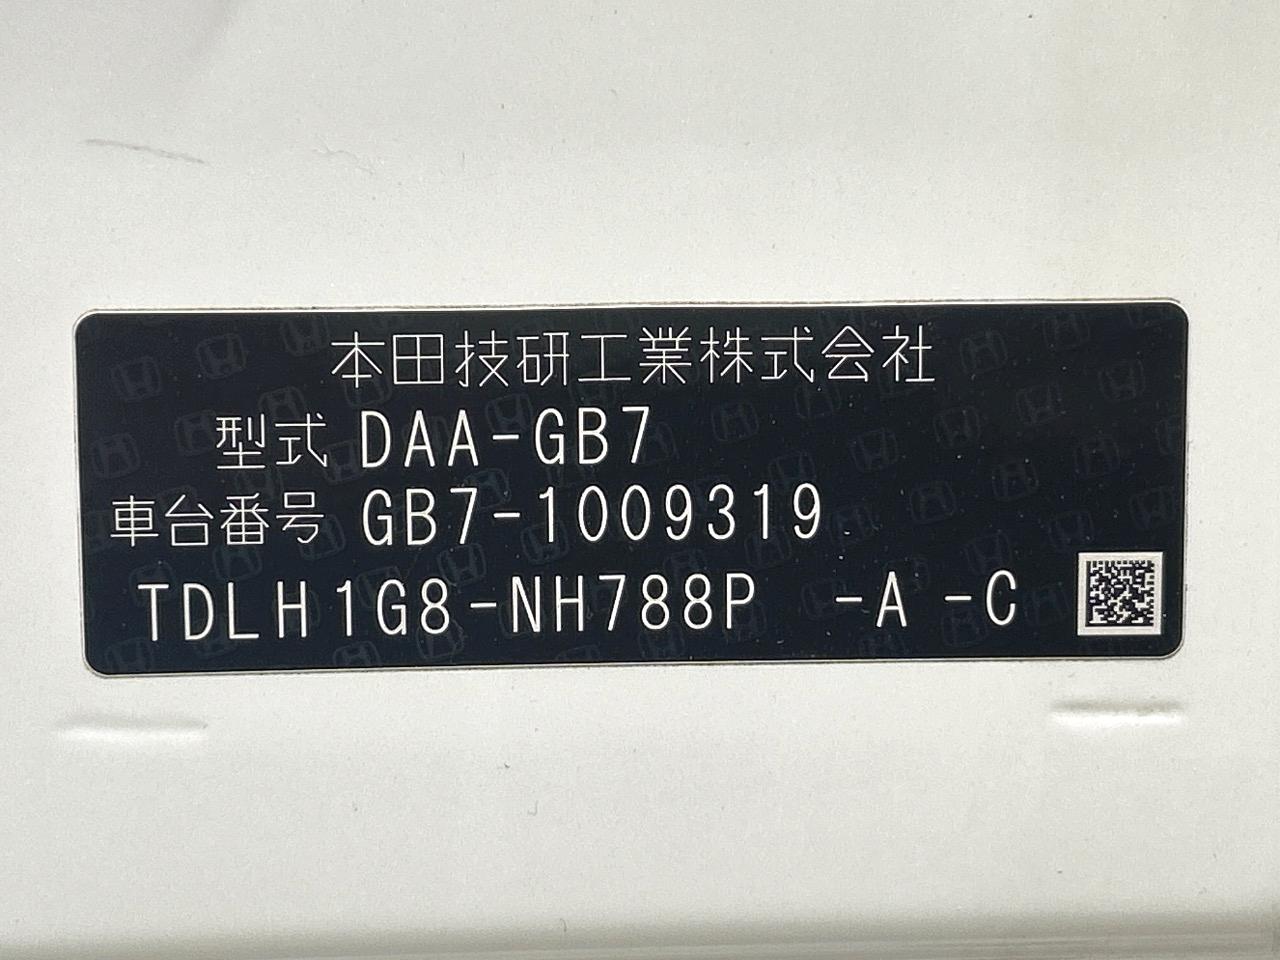 本田技研工業株式会社
型式 DAA-GB7
車台番号 GB7-1009319
TDLH1G8-NH788P -A -C